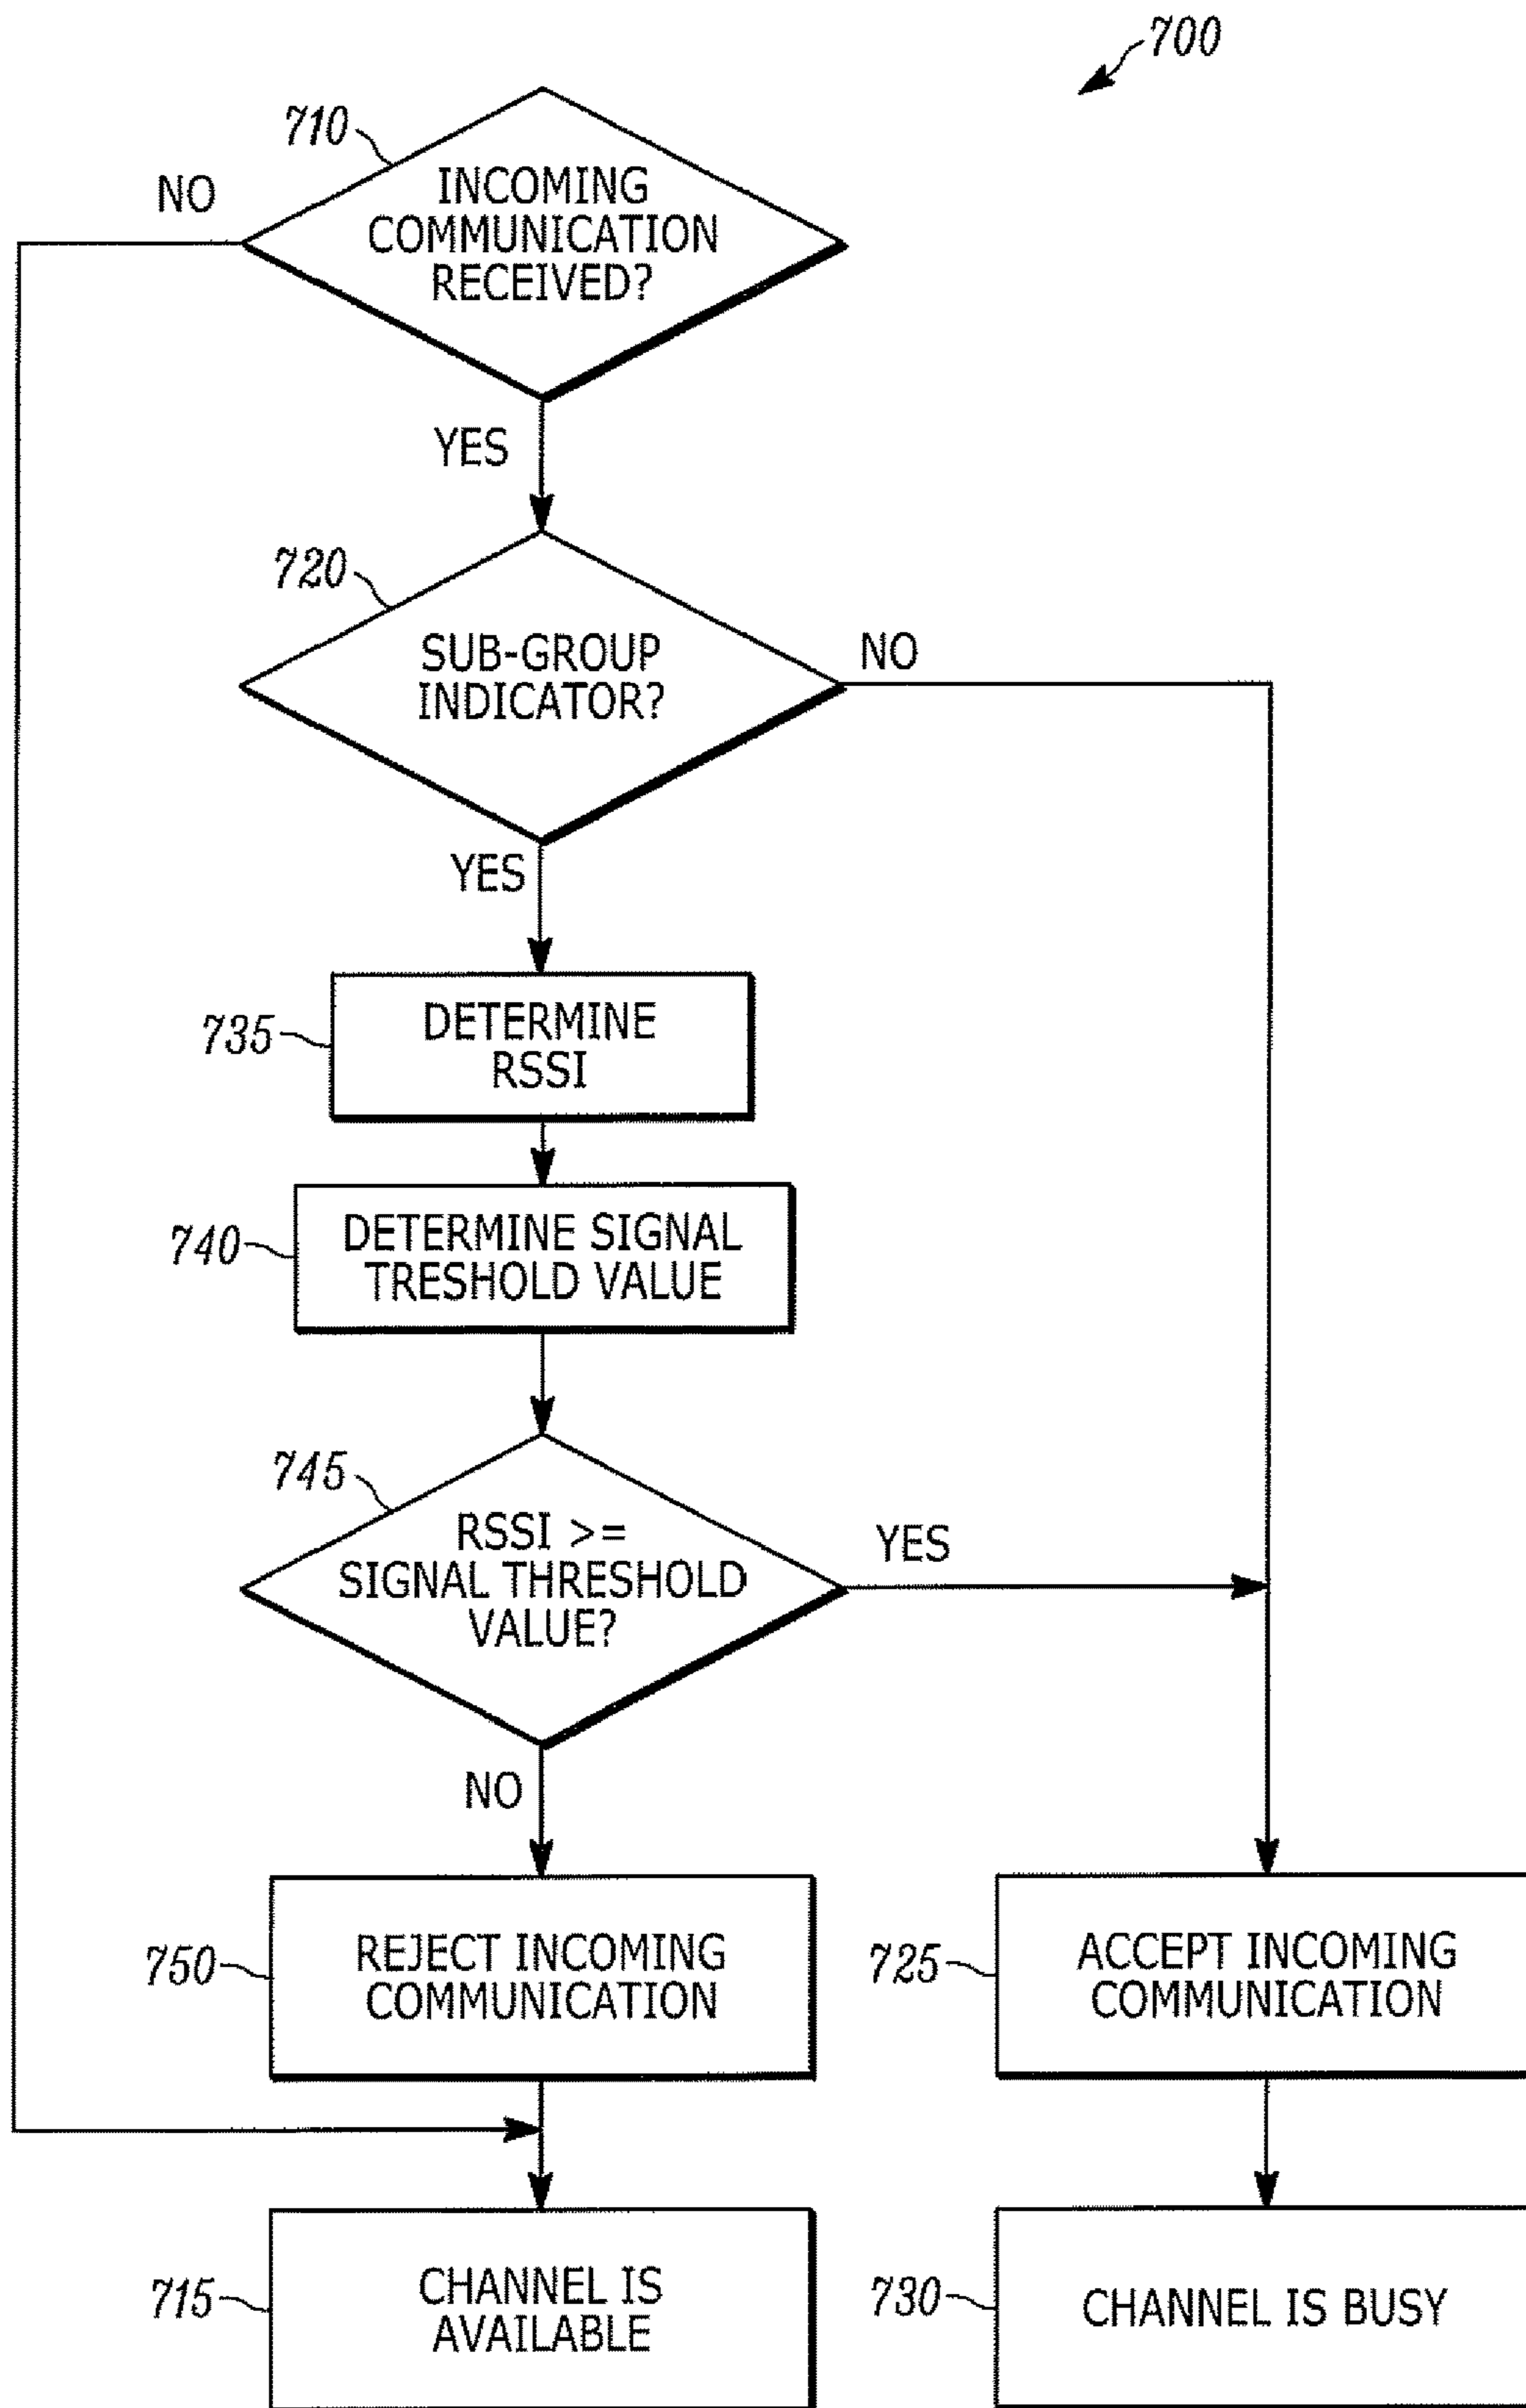 700
710
NO
INCOMING
COMMUNICATION
RECEIVED?
YES
720
SUB-GROUP
INDICATOR?
NO
YES
735
DETERMINE
RSSI
740
DETERMINE SIGNAL
TRESHOLD VALUE
745
RSSI >=
SIGNAL THRESHOLD
VALUE?
YES
NO
750
REJECT INCOMING
COMMUNICATION
725
ACCEPT INCOMING
COMMUNICATION
715
CHANNEL IS
AVAILABLE
730
CHANNEL IS BUSY